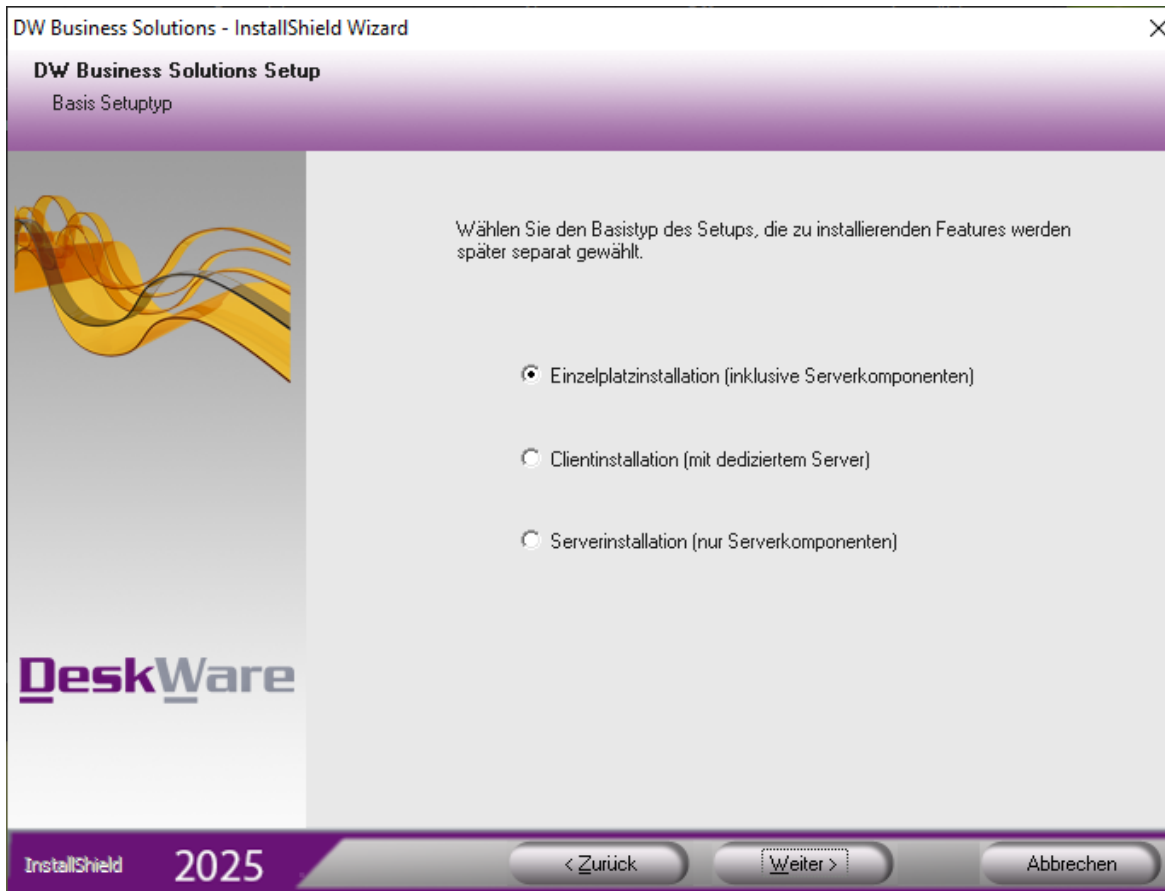 DW Business Solutions - InstallShield Wizard
DW Business Solutions Setup
Basis Setuptyp
Wählen Sie den Basistyp des Setups, die zu installierenden Features werden
später separat gewählt.
Einzelplatzinstallation (inklusive Serverkomponenten)
Clientinstallation (mit dediziertem Server)
Serverinstallation (nur Serverkomponenten)
DeskWare
InstallShield
2025
< Zurück
Weiter >
Abbrechen